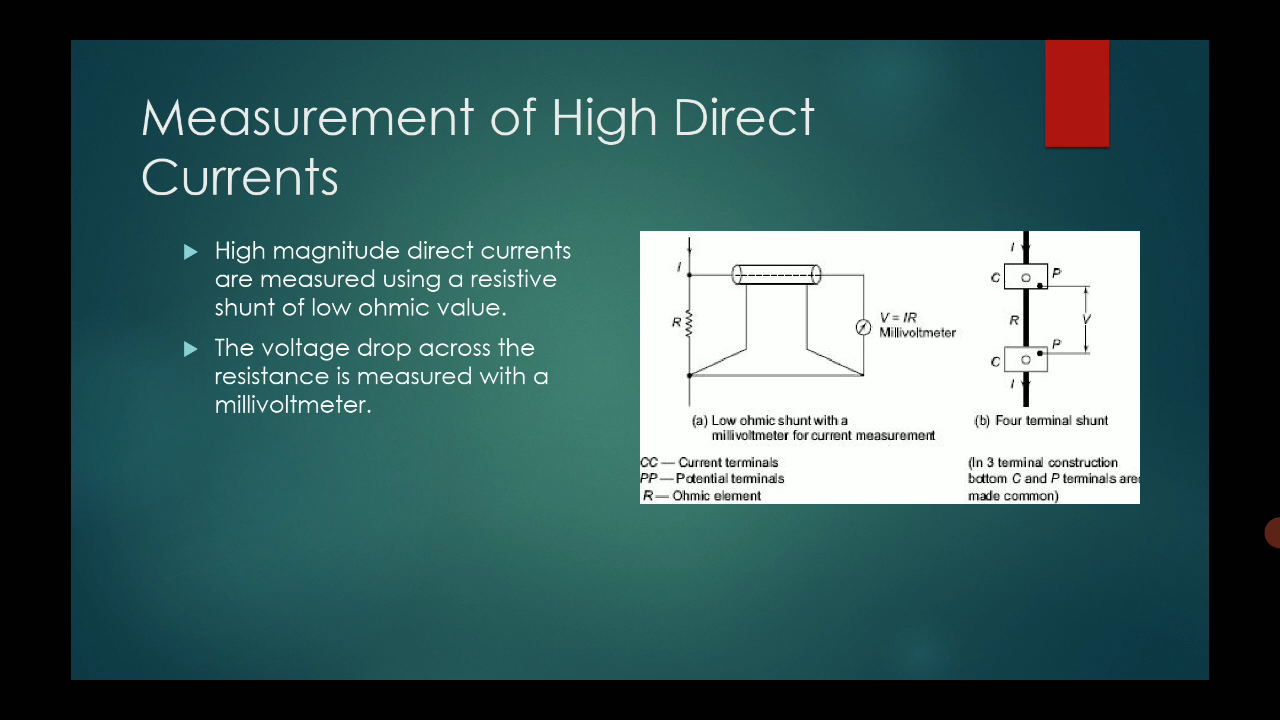 Measurement of High Direct
Currents
High magnitude direct currents
are measured using a resistive
shunt of low ohmic value.
The voltage drop across the
resistance is measured with a
millivoltmeter.
I
R
V = IR
Millivoltmeter
(a) Low ohmic shunt with a
millivoltmeter for current measurement
CC — Current terminals
PP — Potential terminals
R — Ohmic element
I
C P
R V
P
C
I
(b) Four terminal shunt
(In 3 terminal construction
bottom C and P terminals are
made common)